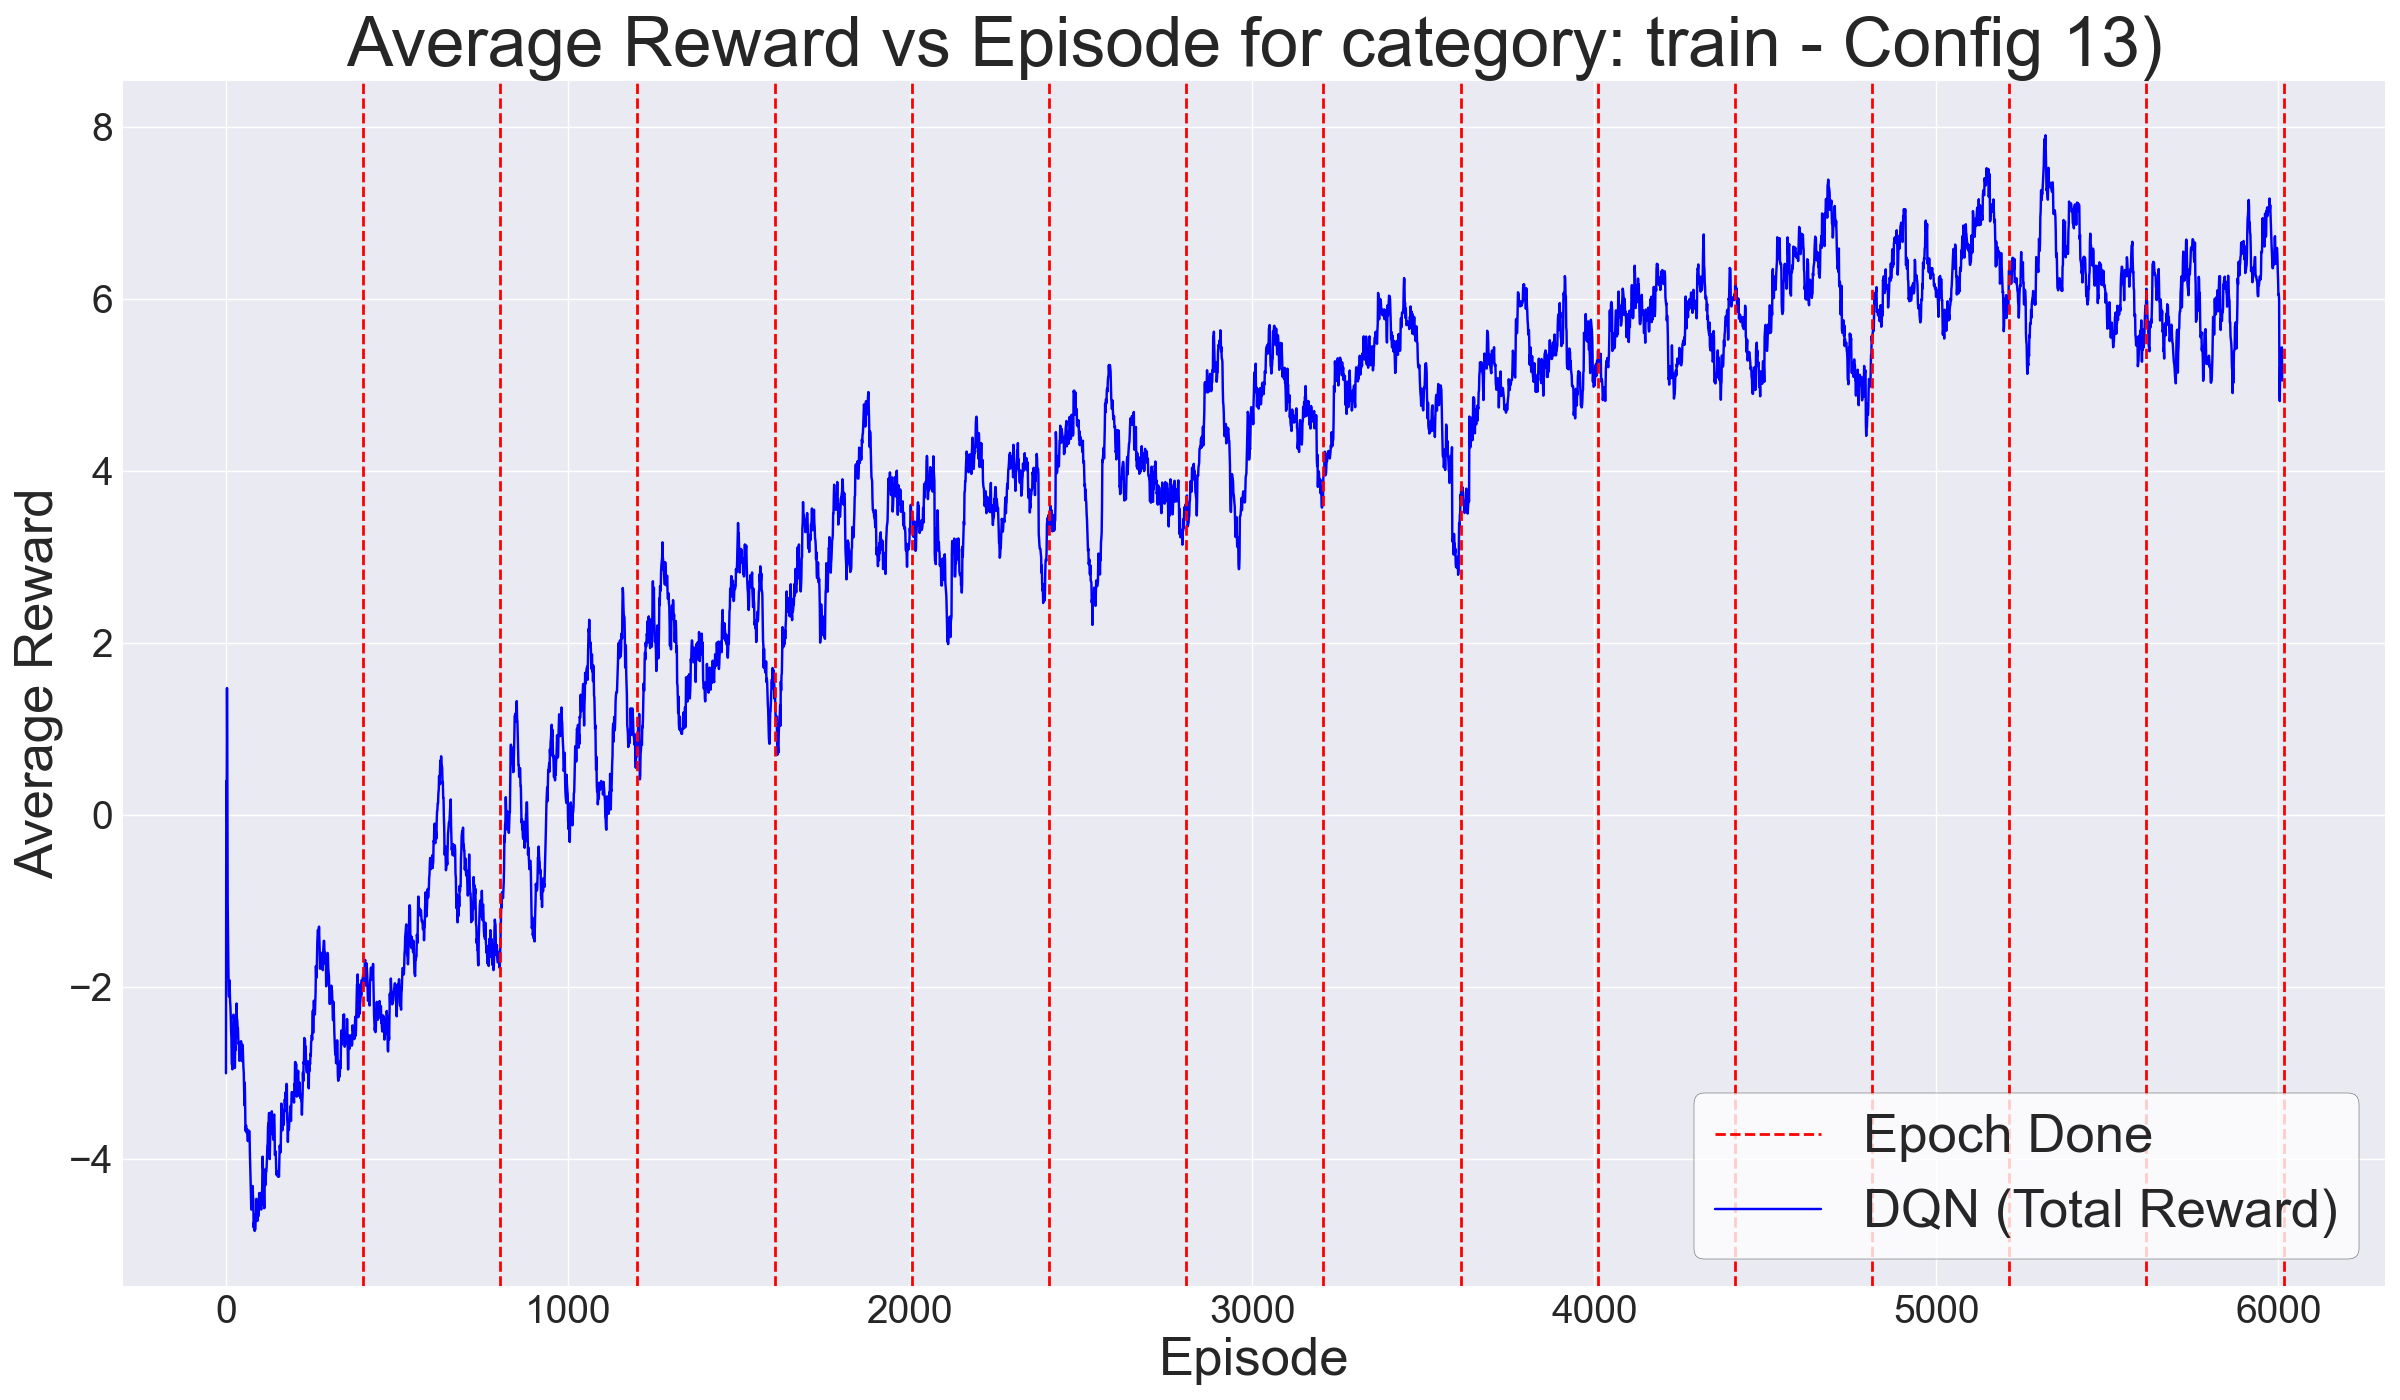 Average Reward vs Episode for category: train - Config 13)
Average Reward
8
6
4
2
0
−2
−4
0 1000 2000 3000 4000 5000 6000
Episode
Epoch Done
DQN (Total Reward)